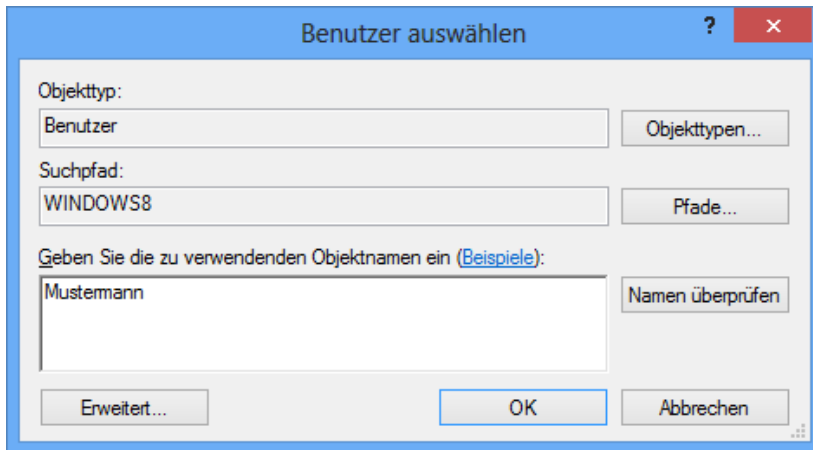 Benutzer auswählen
?
Objekttyp:
Benutzer
Objekttypen...
Suchpfad:
WINDOWS8
Pfade...
Geben Sie die zu verwendenden Objektnamen ein (Beispiele):
Mustermann
Namen überprüfen
Erweitert...
OK
Abbrechen